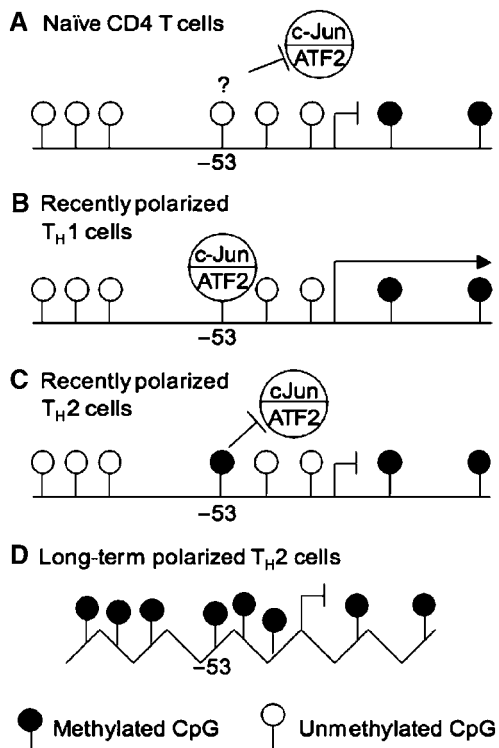 A Naïve CD4 T cells
c-Jun
ATF2
?
–53
B Recently polarized
TH1 cells
c-Jun
ATF2
–53
C Recently polarized
TH2 cells
cJun
ATF2
–53
D Long-term polarized TH2 cells
–53
Methylated CpG
Unmethylated CpG